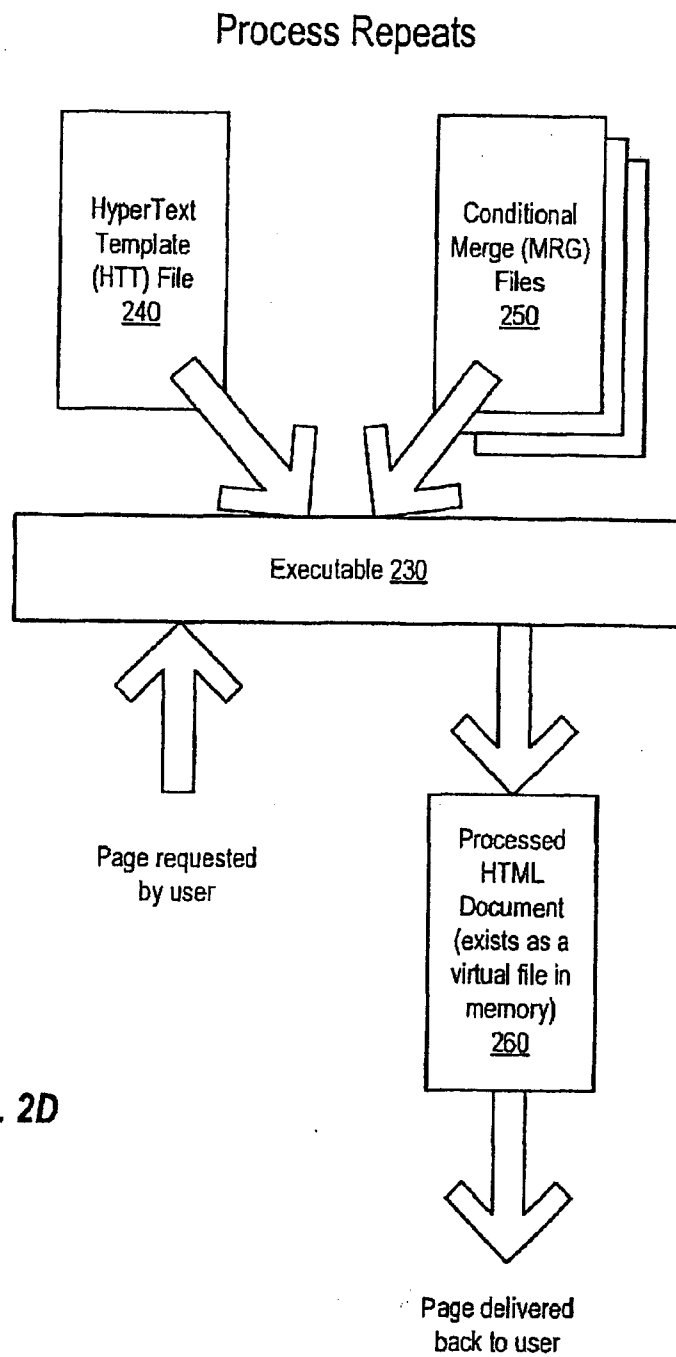 Process Repeats
HyperText
Template
(HTT) File
240
Conditional
Merge (MRG)
Files
250
Executable 230
Page requested
by user
Processed
HTML
Document
(exists as a
virtual file in
memory)
260
. 2D
Page delivered
back to user